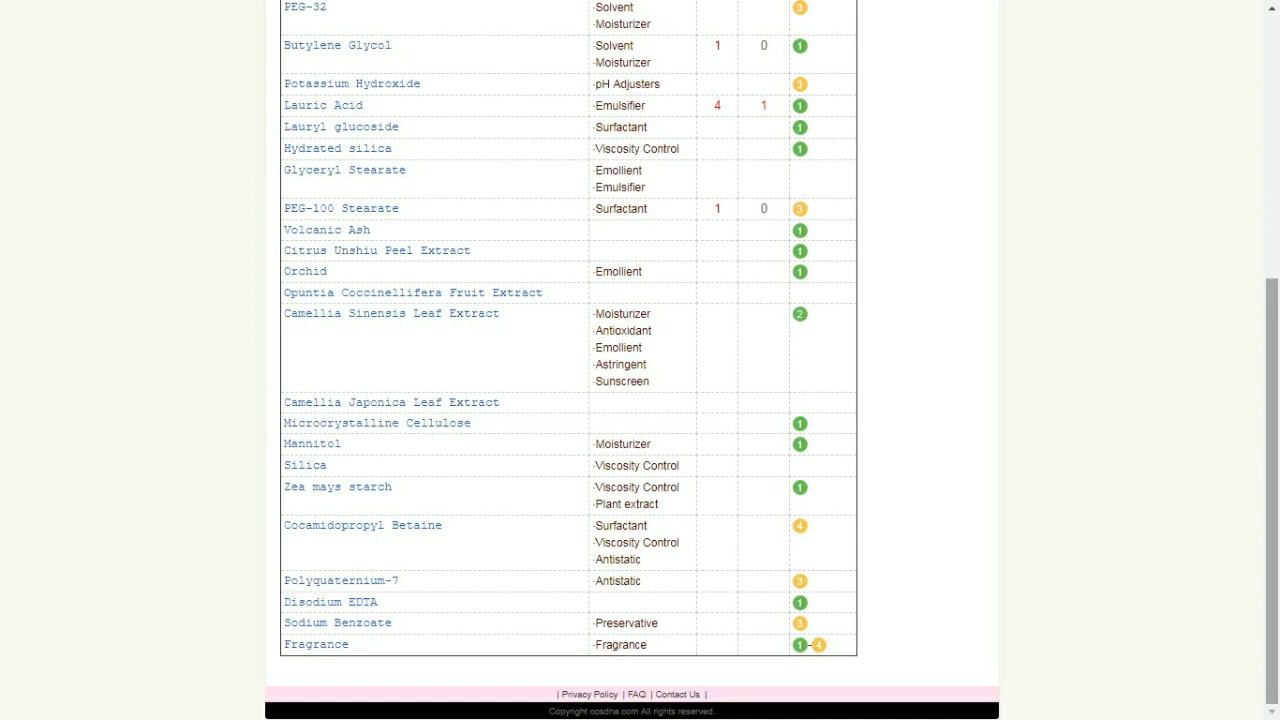 PEG-32 ·Solvent 3
·Moisturizer
Butylene Glycol ·Solvent 1 0 1
·Moisturizer
Potassium Hydroxide ·pH Adjusters 3
Lauric Acid ·Emulsifier 4 1 1
Lauryl glucoside ·Surfactant 1
Hydrated silica ·Viscosity Control 1
Glyceryl Stearate ·Emollient
·Emulsifier
PEG-100 Stearate ·Surfactant 1 0 3
Volcanic Ash 1
Citrus Unshiu Peel Extract 1
Orchid ·Emollient 1
Opuntia Coccinellifera Fruit Extract
Camellia Sinensis Leaf Extract ·Moisturizer 2
·Antioxidant
·Emollient
·Astringent
·Sunscreen
Camellia Japonica Leaf Extract
Microcrystalline Cellulose 1
Mannitol ·Moisturizer 1
Silica ·Viscosity Control
Zea mays starch ·Viscosity Control 1
·Plant extract
Cocamidopropyl Betaine ·Surfactant 4
·Viscosity Control
·Antistatic
Polyquaternium-7 ·Antistatic 3
Disodium EDTA 1
Sodium Benzoate ·Preservative 3
Fragrance ·Fragrance 1-4
| Privacy Policy | FAQ | Contact Us |
Copyright cosdna.com All rights reserved.